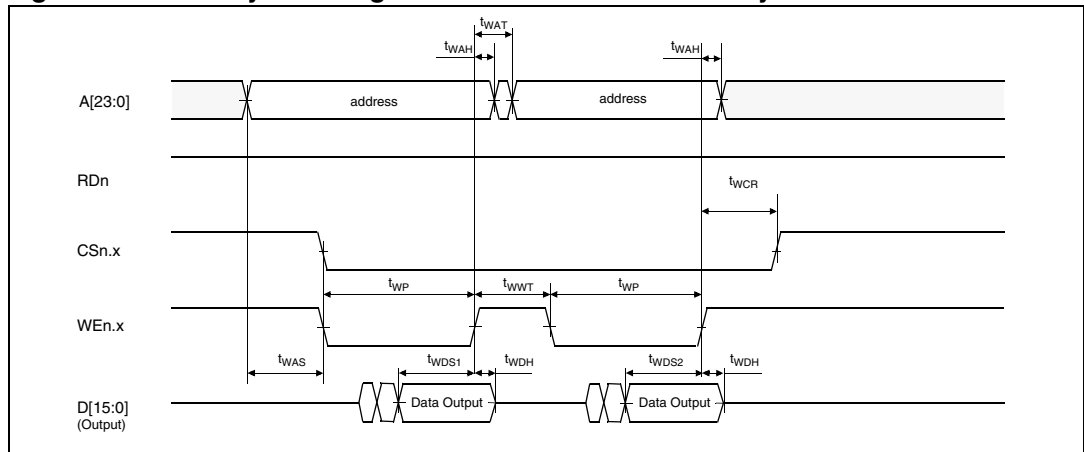 tWAT
tWAH
tWAH
A[23:0]
address
address
RDn
tWCR
CSn.x
tWP
tWWT
tWP
WEn.x
tWAS
tWDS1
tWDH
tWDS2
tWDH
D[15:0]
(Output)
Data Output
Data Output